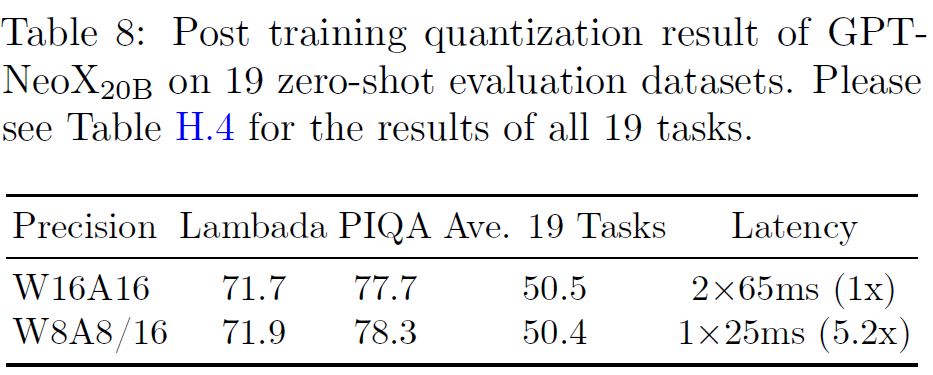 Table 8: Post training quantization result of GPT-
NeoX20B on 19 zero-shot evaluation datasets. Please
see Table H.4 for the results of all 19 tasks.
Precision Lambada PIQA Ave. 19 Tasks Latency
W16A16 71.7 77.7 50.5 2×65ms (1x)
W8A8/16 71.9 78.3 50.4 1×25ms (5.2x)